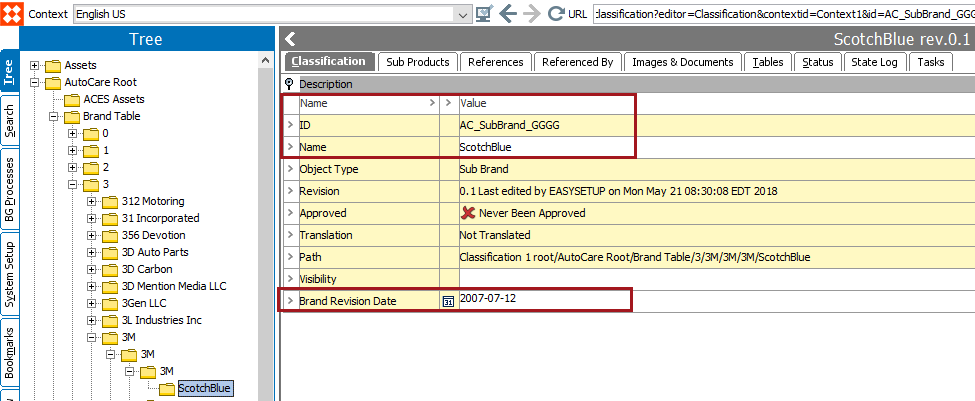 Context English US URL :lassification?editor=Classification&contextid=Context1&id=AC_SubBrand_GGG
Tree
Search
BG Processes
System Setup
Bookmarks
Tree
Assets
AutoCare Root
ACES Assets
Brand Table
0
1
2
3
312 Motoring
31 Incorporated
356 Devotion
3D Auto Parts
3D Carbon
3D Mention Media LLC
3Gen LLC
3L Industries Inc
3M
3M
3M
ScotchBlue
ScotchBlue rev.0.1
Classification Sub Products References Referenced By Images & Documents Tables Status State Log Tasks
Description
Name > > Value
> ID AC_SubBrand_GGGG
> Name ScotchBlue
> Object Type Sub Brand
> Revision 0.1 Last edited by EASYSETUP on Mon May 21 08:30:08 EDT 2018
> Approved Never Been Approved
> Translation Not Translated
> Path Classification 1 root/AutoCare Root/Brand Table/3/3M/3M/3M/ScotchBlue
> Visibility
> Brand Revision Date 31 2007-07-12